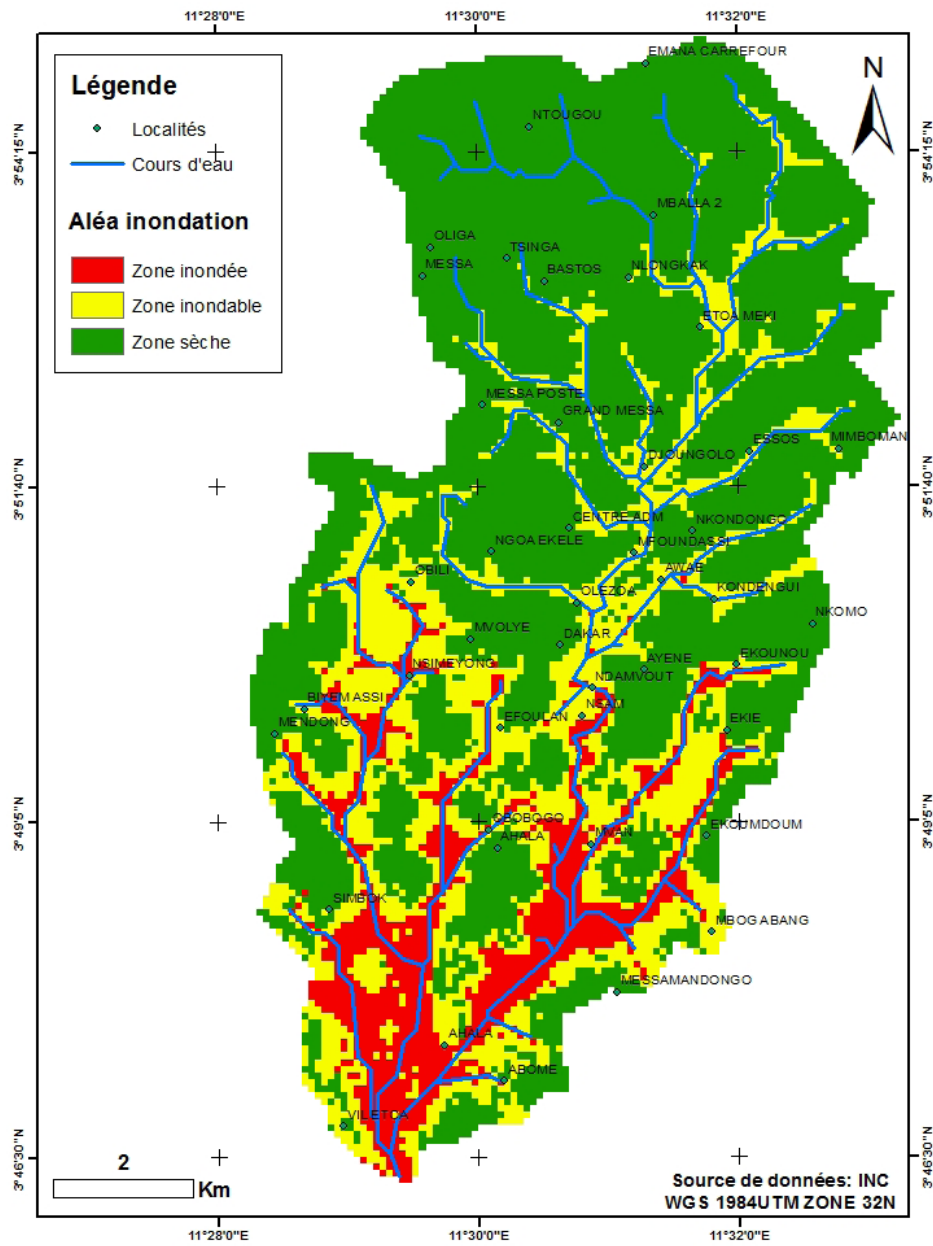 11°28'0"E
11°30'0"E
11°32'0"E
Légende
Localités
Cours d'eau
Aléa inondation
Zone inondée
Zone inondable
Zone sèche
N
EMANA CARREFOUR
NTOUGOU
3°54'15"N
3°54'15"N
MBALLA 2
OLIGA
TSINGA
MESSA
BASTOS
NLONGKAK
ETOA MEKI
MESSA POSTE
GRAND MESSA
ESSOS
MIMBOMAN
DJOUNGOLO
3°51'40"N
3°51'40"N
CENTRE ADM
NKONDONGO
NGOA EKELE
MFOUNDASSI
OBILI
AWAE
OLEZOA
KONDENGUI
NKOMO
MVOLYE
DAKAR
NSIMEYONG
AYENE
EKOUNOU
NDAMVOUT
BIYEM ASSI
NSAM
MENDONG
EFOULAN
EKIE
3°49'5"N
3°49'5"N
OBOBOGO
AHALA
MVAN
EKOUMDOUM
SIMBOK
MBOG ABANG
MESSAMANDONGO
AHALA
ABOME
VIL ETOA
3°46'30"N
3°46'30"N
2
Km
Source de données: INC
WGS 1984UTM ZONE 32N
11°28'0"E
11°30'0"E
11°32'0"E